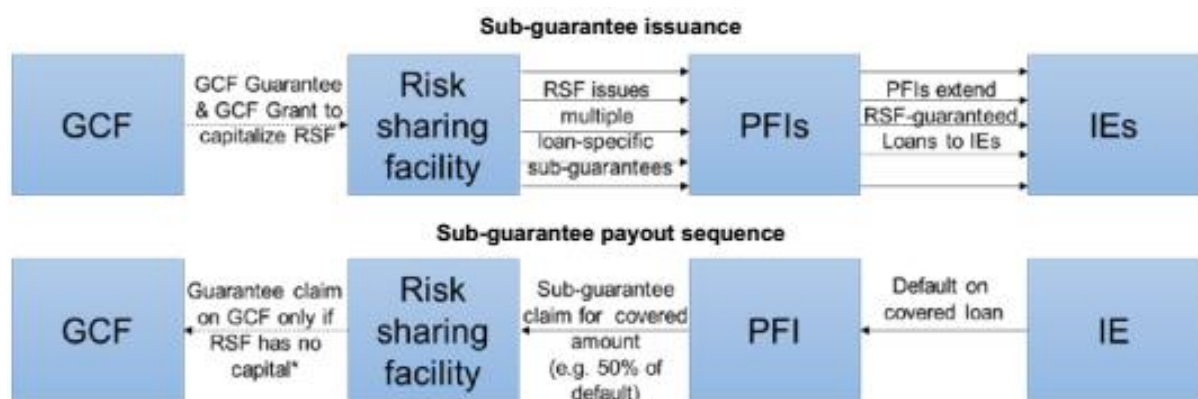 Sub-guarantee issuance
GCF
GCF Guarantee
& GCF Grant to
capitalize RSF
Risk
sharing
facility
RSF issues
multiple
loan-specific
sub-guarantees
PFIs
PFIs extend
RSF-guaranteed
Loans to IEs
IEs
Sub-guarantee payout sequence
GCF
Guarantee claim
on GCF only if
RSF has no
capital*
Risk
sharing
facility
Sub-guarantee
claim for covered
amount
(e.g. 50% of
default)
PFI
Default on
covered loan
IE